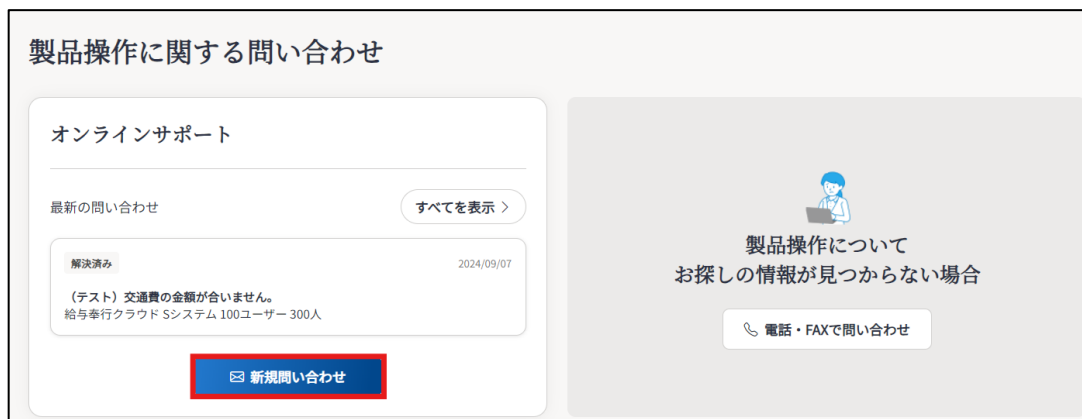 製品操作に関する問い合わせ
オンラインサポート
最新の問い合わせ
すべてを表示 >
解決済み
2024/09/07
（テスト）交通費の金額が合いません。
給与奉行クラウド Sシステム 100ユーザー 300人
新規問い合わせ
製品操作について
お探しの情報が見つからない場合
電話・FAXで問い合わせ